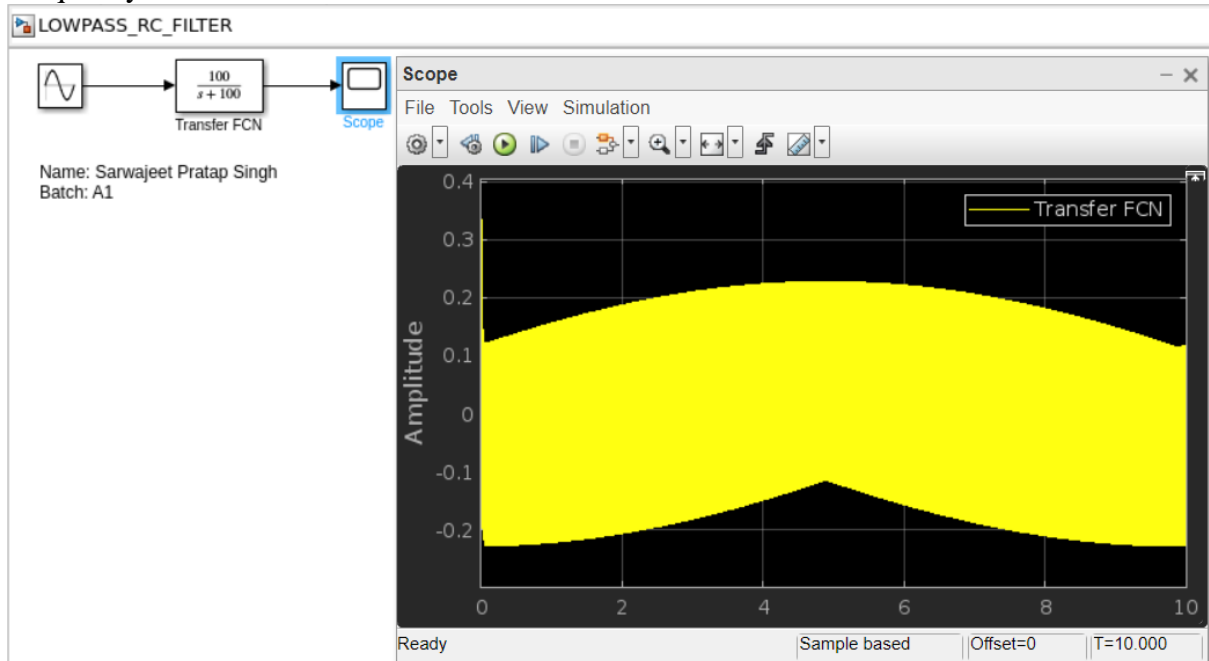 LOWPASS_RC_FILTER
100
s + 100
Transfer FCN
Scope
Name: Sarwajeet Pratap Singh
Batch: A1
Scope
File Tools View Simulation
Transfer FCN
Amplitude
0.4
0.3
0.2
0.1
0
-0.1
-0.2
0 2 4 6 8 10
Ready Sample based Offset=0 T=10.000